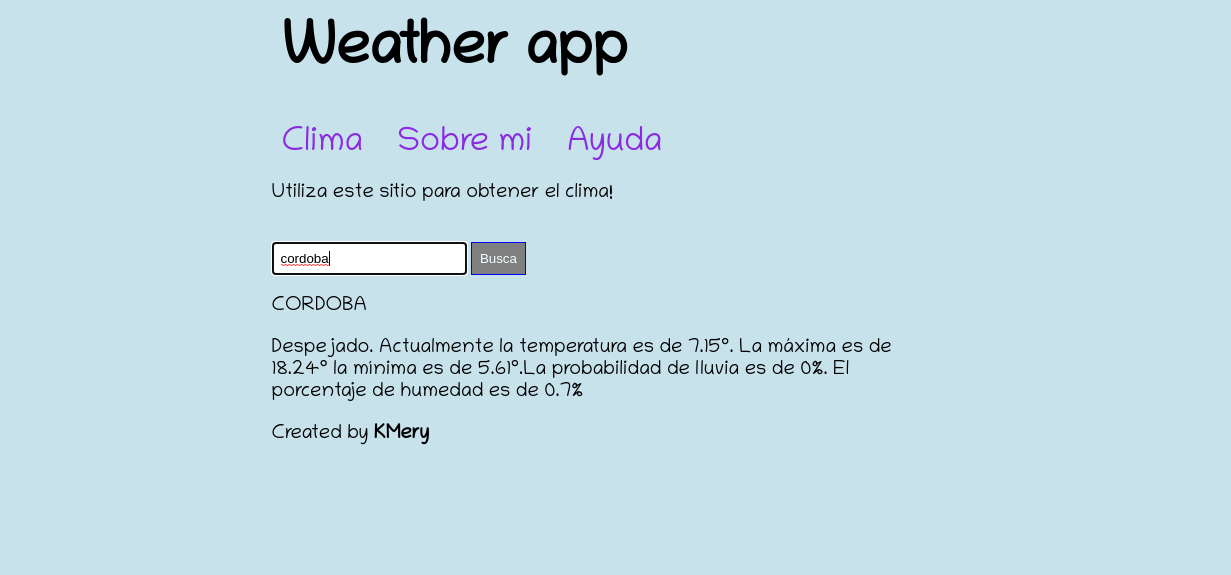 Weather app
Clima Sobre mi Ayuda
Utiliza este sitio para obtener el clima!
cordoba Busca
CORDOBA
Despejado. Actualmente la temperatura es de 7.15°. La máxima es de
18.24° la mínima es de 5.61°.La probabilidad de lluvia es de 0%. El
porcentaje de humedad es de 0.7%
Created by KMery